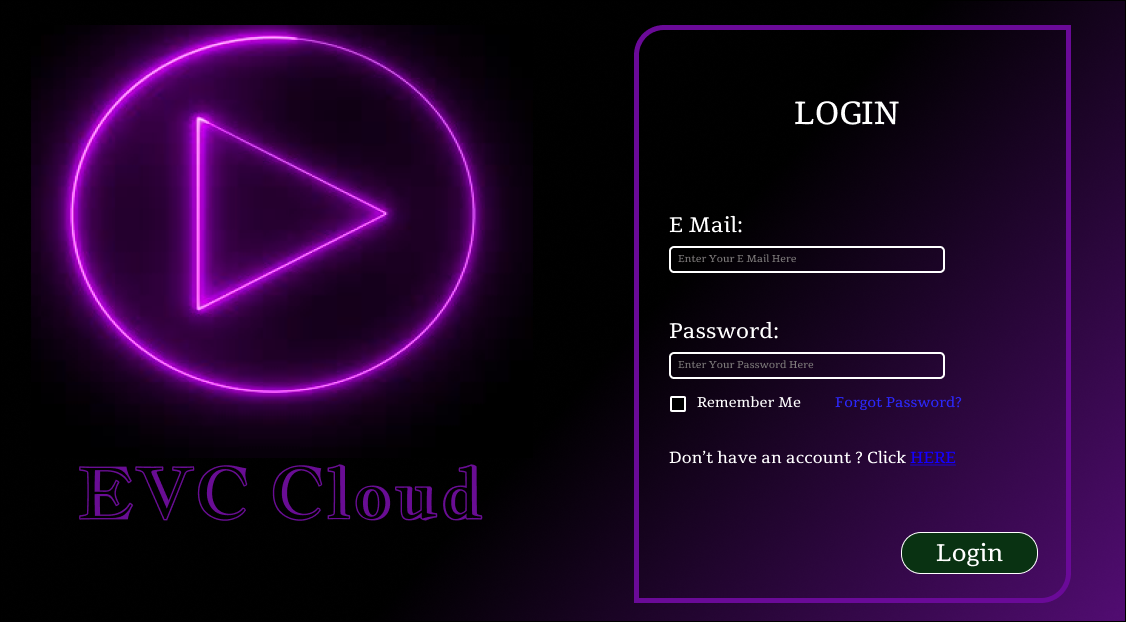 EVC Cloud
LOGIN
E Mail:
Enter Your E Mail Here
Password:
Enter Your Password Here
Remember Me Forgot Password?
Don't have an account ? Click HERE
Login